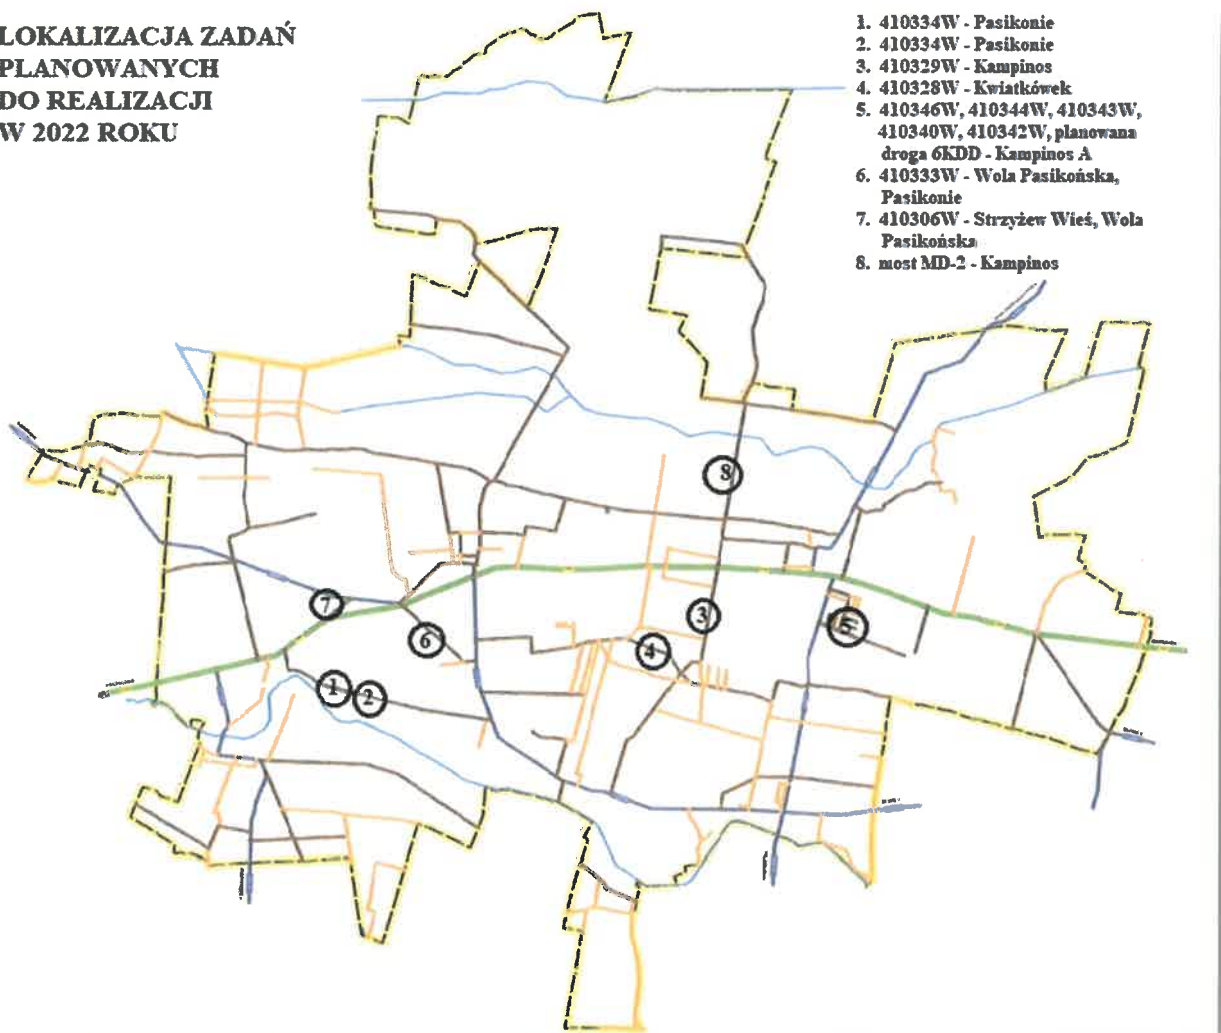 LOKALIZACJA ZADAŃ
PLANOWANYCH
DO REALIZACJI
W 2022 ROKU
1. 410334W - Pasikonie
2. 410334W - Pasikonie
3. 410329W - Kampinos
4. 410328W - Kwiatkówek
5. 410346W, 410344W, 410343W,
410340W, 410342W, planowana
droga 6KDD - Kampinos A
6. 410333W - Wola Pasikońska,
Pasikonie
7. 410306W - Strzyżew Wieś, Wola
Pasikońska
8. most MD-2 - Kampinos
8
7
3
5
6
4
1
2